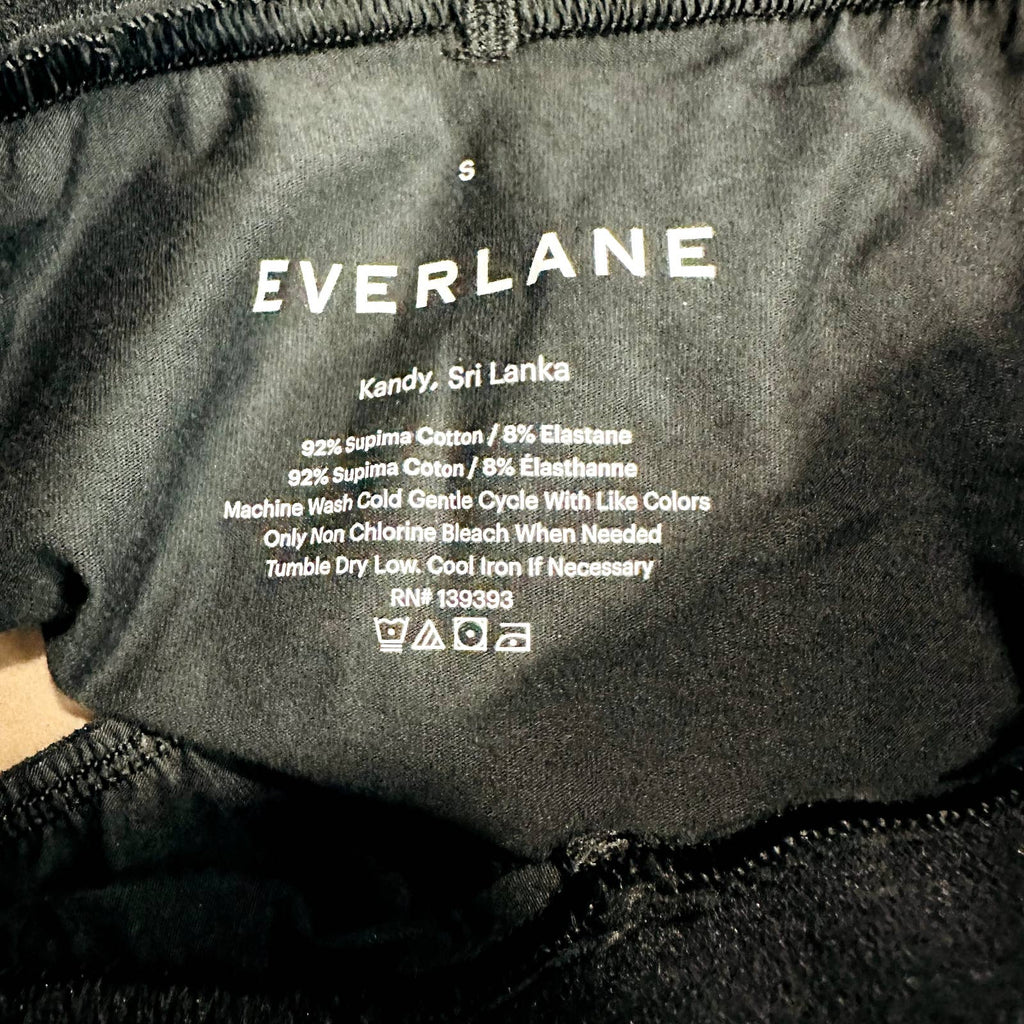 S
EVERLANE
Kandy, Sri Lanka
92% Supima Cotton / 8% Elastane
92% Supima Coton / 8% Élasthanne
Machine Wash Cold Gentle Cycle With Like Colors
Only Non Chlorine Bleach When Needed
Tumble Dry Low. Cool Iron If Necessary
RN# 139393